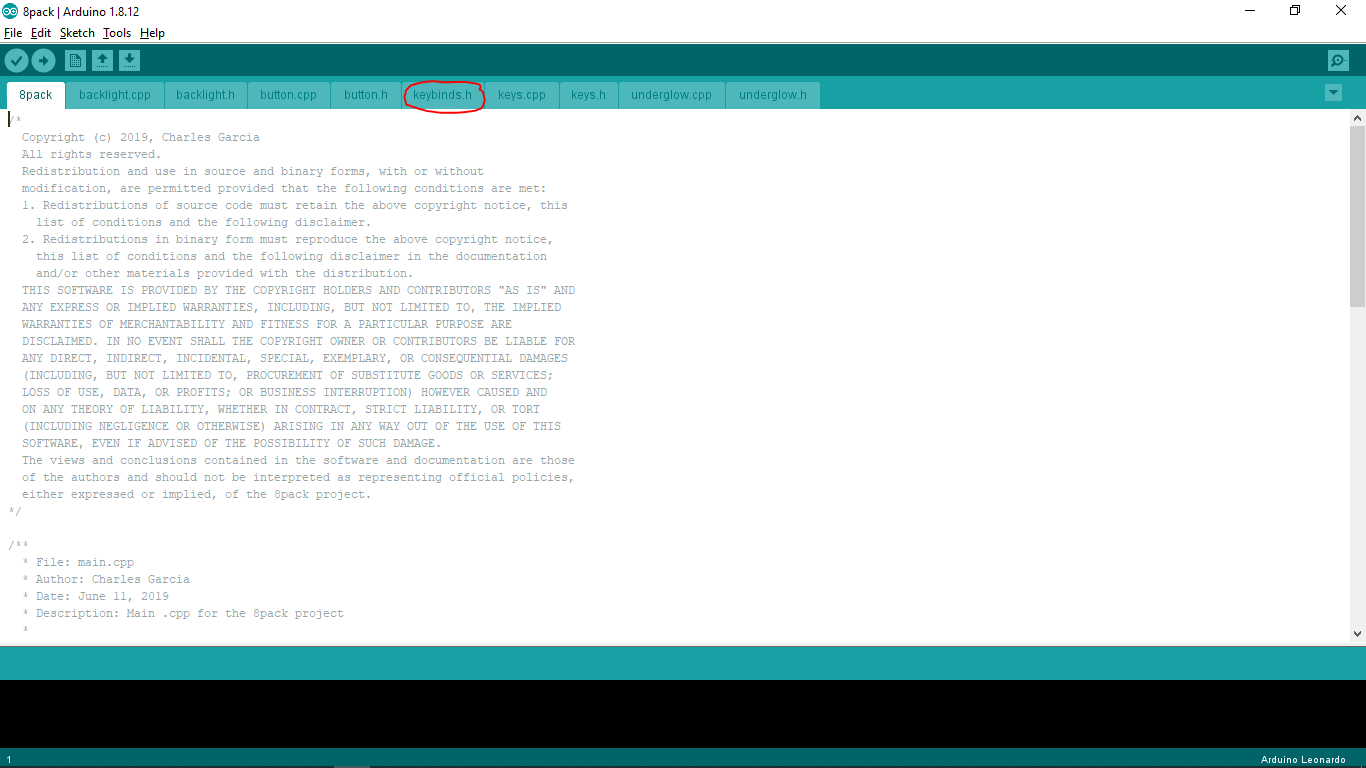 8pack | Arduino 1.8.12
File Edit Sketch Tools Help
8pack backlight.cpp backlight.h button.cpp button.h keybinds.h keys.cpp keys.h underglow.cpp underglow.h
/*
Copyright (c) 2019, Charles Garcia
All rights reserved.
Redistribution and use in source and binary forms, with or without
modification, are permitted provided that the following conditions are met:
1. Redistributions of source code must retain the above copyright notice, this
list of conditions and the following disclaimer.
2. Redistributions in binary form must reproduce the above copyright notice,
this list of conditions and the following disclaimer in the documentation
and/or other materials provided with the distribution.
THIS SOFTWARE IS PROVIDED BY THE COPYRIGHT HOLDERS AND CONTRIBUTORS "AS IS" AND
ANY EXPRESS OR IMPLIED WARRANTIES, INCLUDING, BUT NOT LIMITED TO, THE IMPLIED
WARRANTIES OF MERCHANTABILITY AND FITNESS FOR A PARTICULAR PURPOSE ARE
DISCLAIMED. IN NO EVENT SHALL THE COPYRIGHT OWNER OR CONTRIBUTORS BE LIABLE FOR
ANY DIRECT, INDIRECT, INCIDENTAL, SPECIAL, EXEMPLARY, OR CONSEQUENTIAL DAMAGES
(INCLUDING, BUT NOT LIMITED TO, PROCUREMENT OF SUBSTITUTE GOODS OR SERVICES;
LOSS OF USE, DATA, OR PROFITS; OR BUSINESS INTERRUPTION) HOWEVER CAUSED AND
ON ANY THEORY OF LIABILITY, WHETHER IN CONTRACT, STRICT LIABILITY, OR TORT
(INCLUDING NEGLIGENCE OR OTHERWISE) ARISING IN ANY WAY OUT OF THE USE OF THIS
SOFTWARE, EVEN IF ADVISED OF THE POSSIBILITY OF SUCH DAMAGE.
The views and conclusions contained in the software and documentation are those
of the authors and should not be interpreted as representing official policies,
either expressed or implied, of the 8pack project.
*/
/**
* File: main.cpp
* Author: Charles Garcia
* Date: June 11, 2019
* Description: Main .cpp for the 8pack project
*
1 Arduino Leonardo